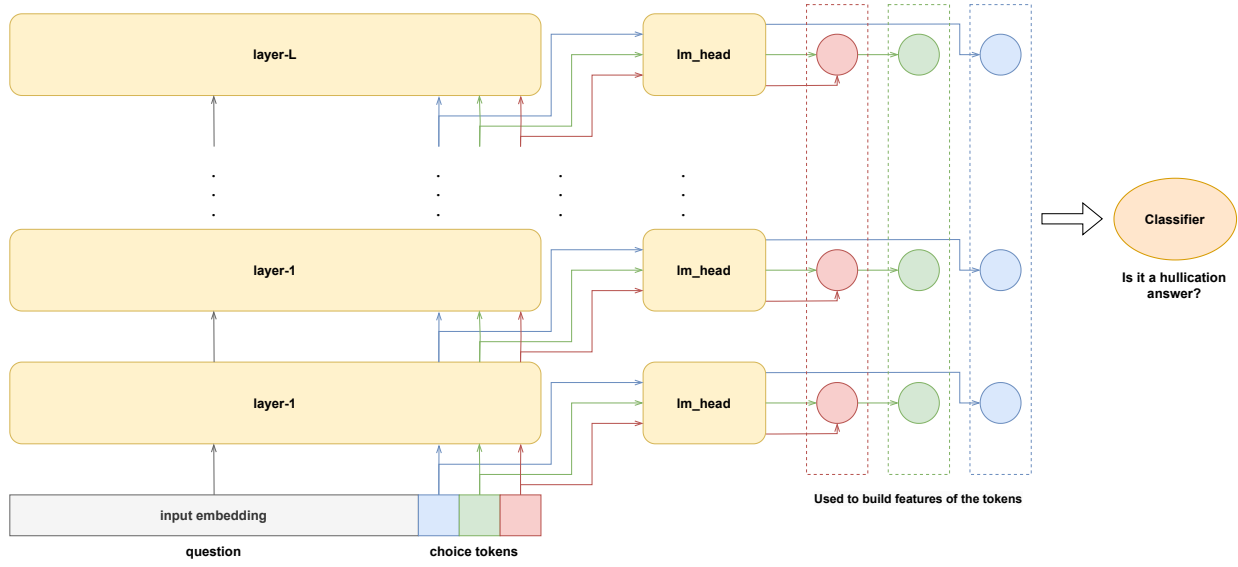 layer-L
lm_head
layer-1
lm_head
Classifier
Is it a hullication
answer?
layer-1
lm_head
Used to build features of the tokens
input embedding
question
choice tokens